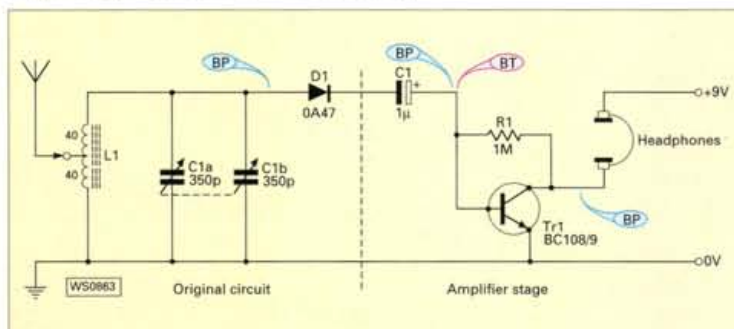 BP
D1
0A47
BP
C1
+
1μ
BT
+9V
R1
1M
Headphones
40
40
L1
C1a
350p
C1b
350p
BP
Tr1
BC108/9
0V
WS0863
Original circuit
Amplifier stage